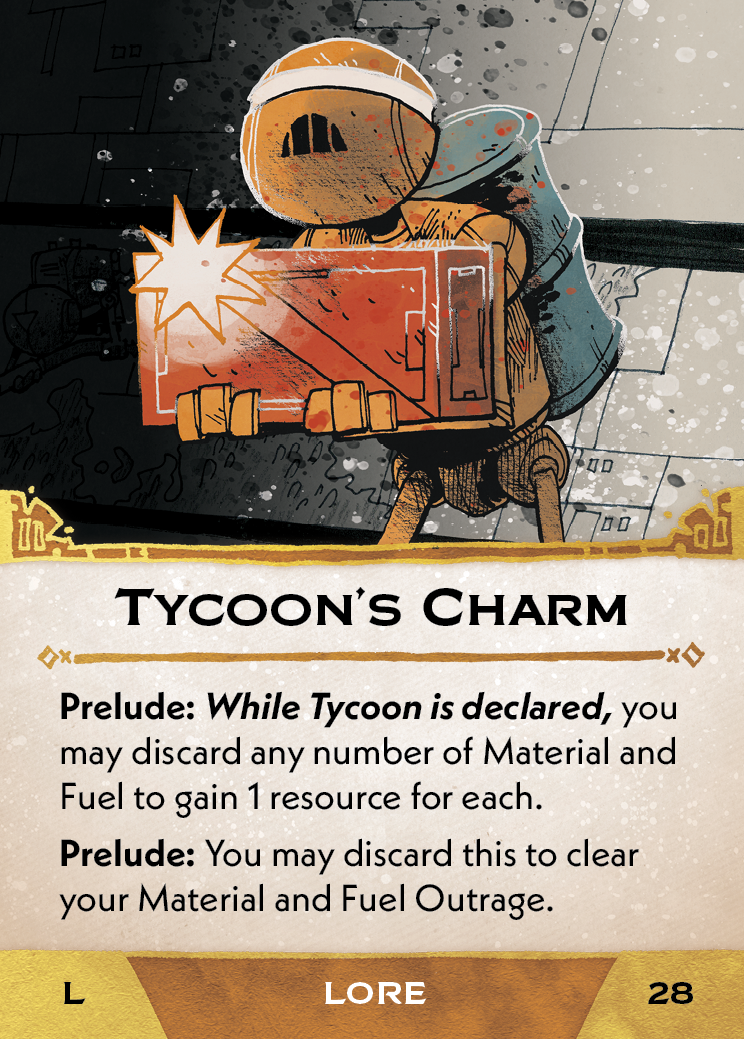 TYCOON'S CHARM
Prelude: While Tycoon is declared, you
may discard any number of Material and
Fuel to gain 1 resource for each.
Prelude: You may discard this to clear
your Material and Fuel Outrage.
L LORE 28